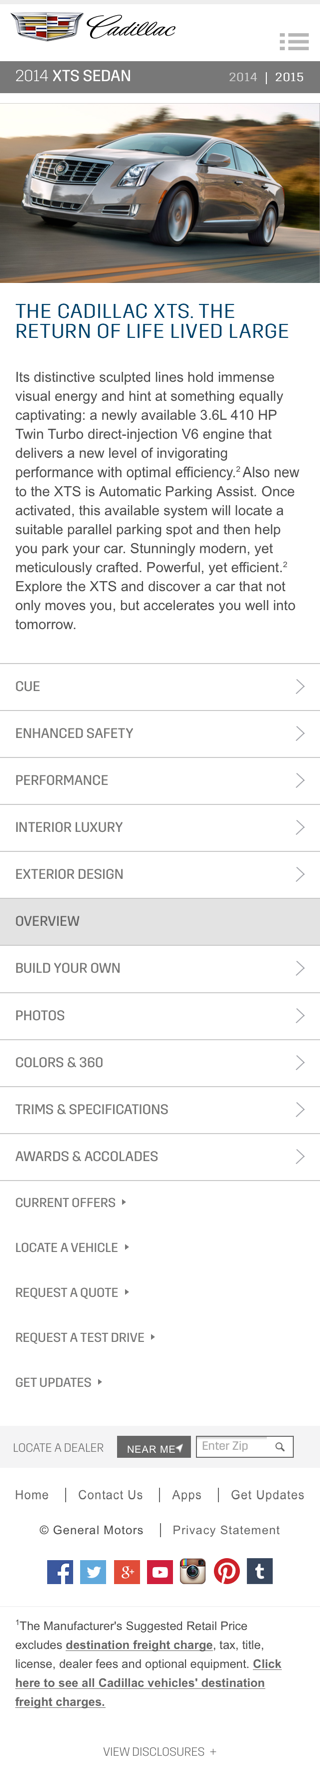 Cadillac
2014 XTS SEDAN
2014 | 2015
THE CADILLAC XTS. THE
RETURN OF LIFE LIVED LARGE
Its distinctive sculpted lines hold immense
visual energy and hint at something equally
captivating: a newly available 3.6L 410 HP
Twin Turbo direct-injection V6 engine that
delivers a new level of invigorating
performance with optimal efficiency.² Also new
to the XTS is Automatic Parking Assist. Once
activated, this available system will locate a
suitable parallel parking spot and then help
you park your car. Stunningly modern, yet
meticulously crafted. Powerful, yet efficient.²
Explore the XTS and discover a car that not
only moves you, but accelerates you well into
tomorrow.
CUE
ENHANCED SAFETY
PERFORMANCE
INTERIOR LUXURY
EXTERIOR DESIGN
OVERVIEW
BUILD YOUR OWN
PHOTOS
COLORS & 360
TRIMS & SPECIFICATIONS
AWARDS & ACCOLADES
CURRENT OFFERS
LOCATE A VEHICLE
REQUEST A QUOTE
REQUEST A TEST DRIVE
GET UPDATES
LOCATE A DEALER NEAR ME Enter Zip
Home | Contact Us | Apps | Get Updates
© General Motors | Privacy Statement
¹The Manufacturer's Suggested Retail Price
excludes destination freight charge, tax, title,
license, dealer fees and optional equipment. Click
here to see all Cadillac vehicles' destination
freight charges.
VIEW DISCLOSURES +